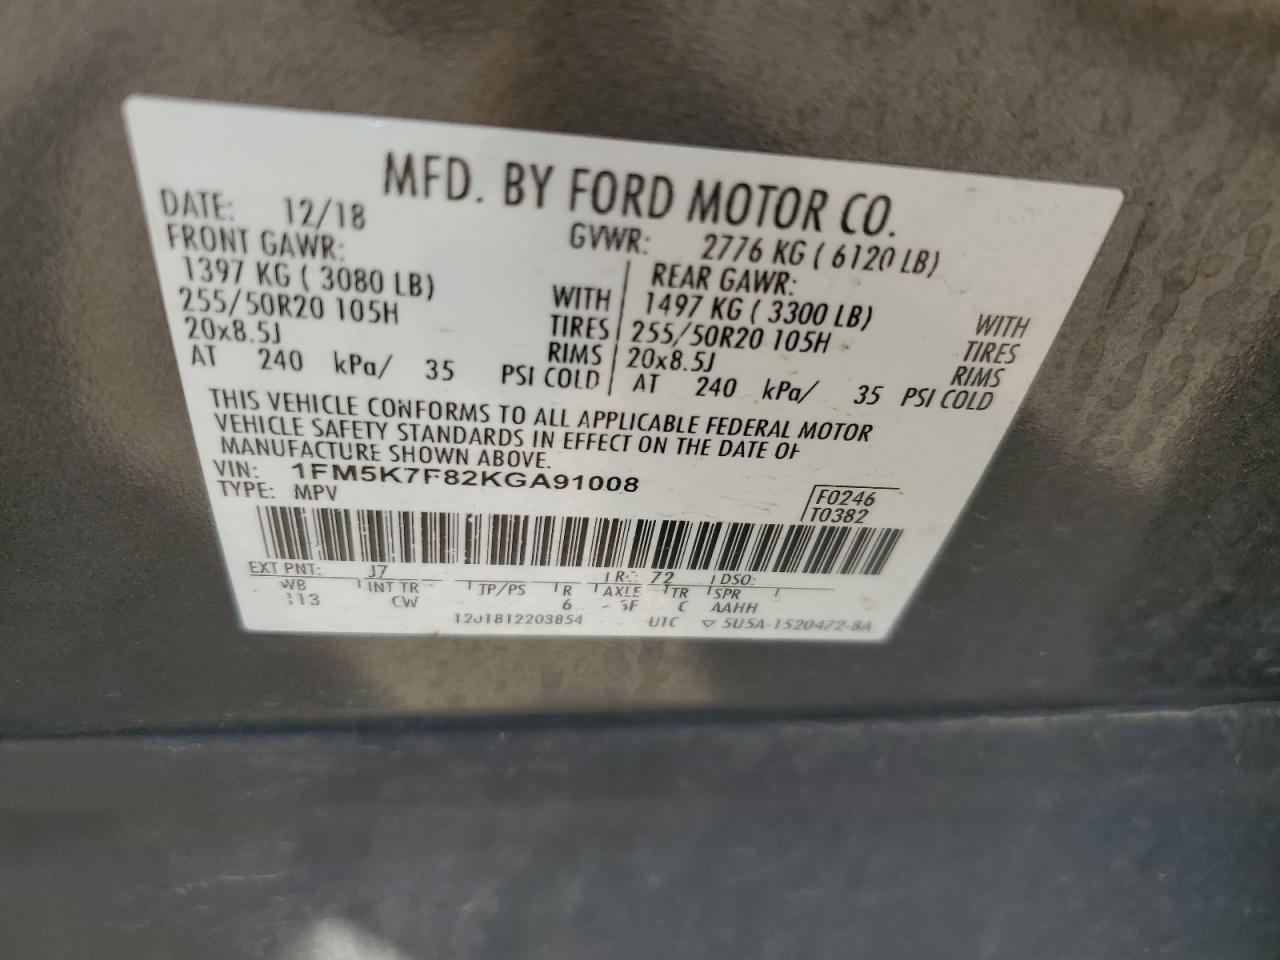 MFD. BY FORD MOTOR CO.
DATE: 12/18 GVWR: 2776 KG ( 6120 LB)
FRONT GAWR: REAR GAWR:
1397 KG ( 3080 LB) WITH 1497 KG ( 3300 LB) WITH
255/50R20 105H TIRES 255/50R20 105H TIRES
20x8.5J RIMS 20x8.5J RIMS
AT 240 kPa/ 35 PSI COLD AT 240 kPa/ 35 PSI COLD
THIS VEHICLE CONFORMS TO ALL APPLICABLE FEDERAL MOTOR
VEHICLE SAFETY STANDARDS IN EFFECT ON THE DATE OF
MANUFACTURE SHOWN ABOVE.
VIN: 1FM5K7F82KGA91008
TYPE: MPV
F0246
T0382
EXT PNT: J7 72 DSO:
WB INT TR TP/PS R AXLE TR SPR
CW 6 C AAHH
12J1812203854 UTC ▽ 5U5A-1520472-BA